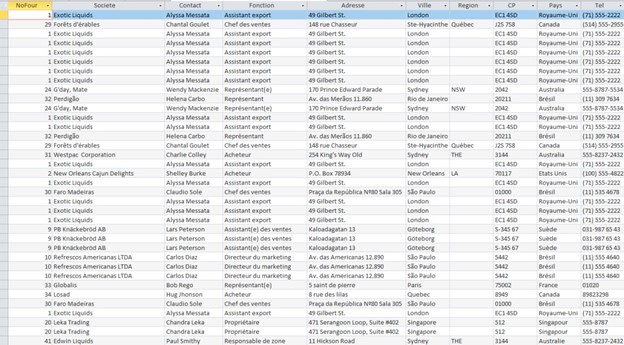 NoFour Societe Contact Fonction Adresse Ville Region CP Pays Tel
1 Exotic Liquids Alyssa Messata Assistant export 49 Gilbert St. London EC1 4SD Royaume-Uni (71) 555-2222
29 Forêts d'érables Chantal Goulet Chef des ventes 148 rue Chasseur Ste-Hyacinthe Québec J2S 758 Canada (514) 555-2955
1 Exotic Liquids Alyssa Messata Assistant export 49 Gilbert St. London EC1 4SD Royaume-Uni (71) 555-2222
1 Exotic Liquids Alyssa Messata Assistant export 49 Gilbert St. London EC1 4SD Royaume-Uni (71) 555-2222
1 Exotic Liquids Alyssa Messata Assistant export 49 Gilbert St. London EC1 4SD Royaume-Uni (71) 555-2222
1 Exotic Liquids Alyssa Messata Assistant export 49 Gilbert St. London EC1 4SD Royaume-Uni (71) 555-2222
1 Exotic Liquids Alyssa Messata Assistant export 49 Gilbert St. London EC1 4SD Royaume-Uni (71) 555-2222
1 Exotic Liquids Alyssa Messata Assistant export 49 Gilbert St. London EC1 4SD Royaume-Uni (71) 555-2222
24 G'day, Mate Wendy Mackenzie Représentant(e) 170 Prince Edward Parade Sydney NSW 2042 Australia 555-8787-5534
32 Perdigão Helena Carbo Représentant Av. das Merãos 11.860 Rio de Janeiro 20211 Brésil (11) 309 7634
24 G'day, Mate Wendy Mackenzie Représentant(e) 170 Prince Edward Parade Sydney NSW 2042 Australia 555-8787-5534
1 Exotic Liquids Alyssa Messata Assistant export 49 Gilbert St. London EC1 4SD Royaume-Uni (71) 555-2222
1 Exotic Liquids Alyssa Messata Assistant export 49 Gilbert St. London EC1 4SD Royaume-Uni (71) 555-2222
32 Perdigão Helena Carbo Représentant Av. das Merãos 11.860 Rio de Janeiro 20211 Brésil (11) 309 7634
29 Forêts d'érables Chantal Goulet Chef des ventes 148 rue Chasseur Ste-Hyacinthe Québec J2S 758 Canada (514) 555-2955
31 Westpac Corporation Charlie Colley Acheteur 254 King's Way Old Sydney THE 3144 Australia 555-8237-2432
1 Exotic Liquids Alyssa Messata Assistant export 49 Gilbert St. London EC1 4SD Royaume-Uni (71) 555-2222
2 New Orleans Cajun Delights Shelley Burke Acheteur P.O. Box 78934 New Orleans LA 70117 Etats Unis (100) 555-4822
1 Exotic Liquids Alyssa Messata Assistant export 49 Gilbert St. London EC1 4SD Royaume-Uni (71) 555-2222
30 Faro Madeiras Claudio Sole Chef des ventes Praça da República Nº80 Sala 305 São Paulo 01000 Brésil (11) 535 4678
1 Exotic Liquids Alyssa Messata Assistant export 49 Gilbert St. London EC1 4SD Royaume-Uni (71) 555-2222
1 Exotic Liquids Alyssa Messata Assistant export 49 Gilbert St. London EC1 4SD Royaume-Uni (71) 555-2222
1 Exotic Liquids Alyssa Messata Assistant export 49 Gilbert St. London EC1 4SD Royaume-Uni (71) 555-2222
9 PB Knäckebröd AB Lars Peterson Assistant(e) des ventes Kaloadagatan 13 Göteborg S-345 67 Suède 031-987 65 43
9 PB Knäckebröd AB Lars Peterson Assistant(e) des ventes Kaloadagatan 13 Göteborg S-345 67 Suède 031-987 65 43
9 PB Knäckebröd AB Lars Peterson Assistant(e) des ventes Kaloadagatan 13 Göteborg S-345 67 Suède 031-987 65 43
10 Refrescos Americanas LTDA Carlos Diaz Directeur du marketing Av. das Americanas 12.890 São Paulo 5442 Brésil (11) 555 4640
10 Refrescos Americanas LTDA Carlos Diaz Directeur du marketing Av. das Americanas 12.890 São Paulo 5442 Brésil (11) 555 4640
10 Refrescos Americanas LTDA Carlos Diaz Directeur du marketing Av. das Americanas 12.890 São Paulo 5442 Brésil (11) 555 4640
33 Globalis Bob Rego Représentant 5 saint de pierre Paris 75002 France 01020
34 Losad Hug Jhonson Acheteur 8 rue des lilas Quebec 8949 Canada 89823298
30 Faro Madeiras Claudio Sole Chef des ventes Praça da República Nº80 Sala 305 São Paulo 01000 Brésil (11) 535 4678
1 Exotic Liquids Alyssa Messata Assistant export 49 Gilbert St. London EC1 4SD Royaume-Uni (71) 555-2222
20 Leka Trading Chandra Leka Propriétaire 471 Serangoon Loop, Suite #402 Singapore 512 Singapour 555-8787
20 Leka Trading Chandra Leka Propriétaire 471 Serangoon Loop, Suite #402 Singapore 512 Singapour 555-8787
41 Edwin Liquids Paul Smithy Responsable de zone 11 Hickson Road Sydney THE 3144 Australia 555-8237-2432